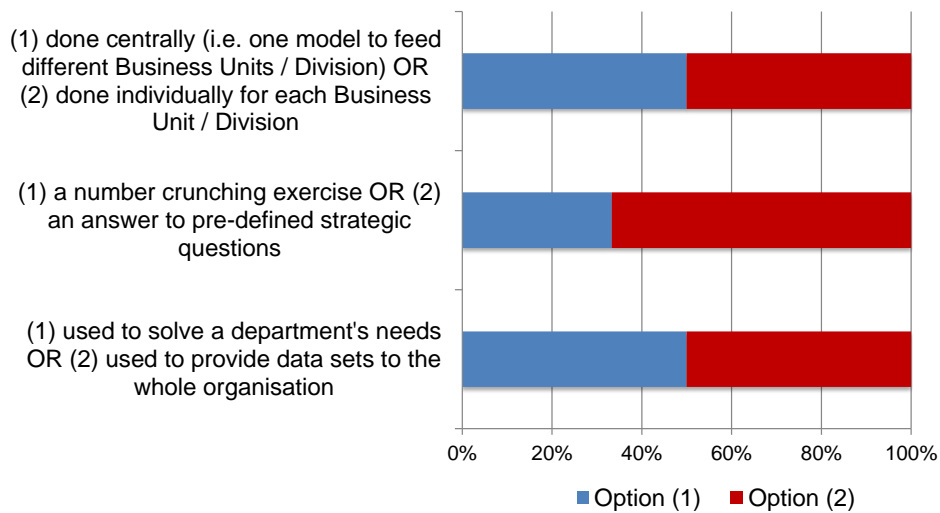 (1) done centrally (i.e. one model to feed
different Business Units / Division) OR
(2) done individually for each Business
Unit / Division
(1) a number crunching exercise OR (2)
an answer to pre-defined strategic
questions
(1) used to solve a department's needs
OR (2) used to provide data sets to the
whole organisation
0% 20% 40% 60% 80% 100%
Option (1) Option (2)